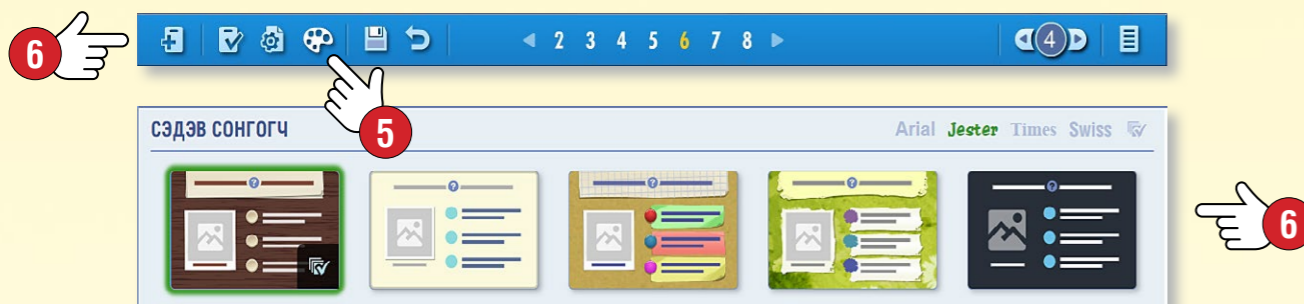 6
2 3 4 5 6 7 8
4
5
СЭДЭВ СОНГОГЧ
Arial Jester Times Swiss
? ? ? ? ?
6